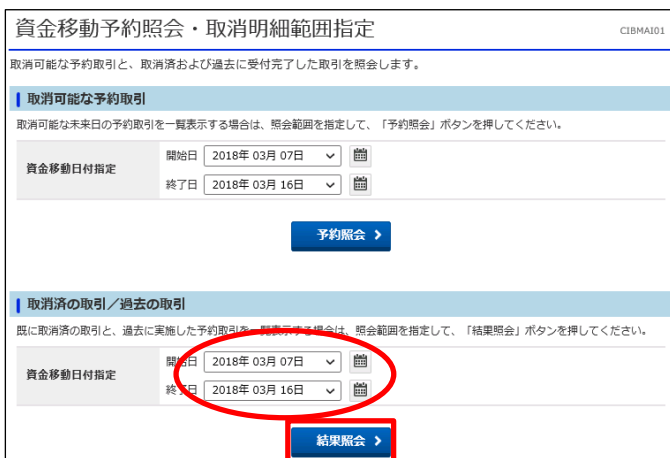 資金移動予約照会・取消明細範囲指定
CIBMAI01
取消可能な予約取引と、取消済および過去に受付完了した取引を照会します。
取消可能な予約取引
取消可能な未来日の予約取引を一覧表示する場合は、照会範囲を指定して、「予約照会」ボタンを押してください。
資金移動日付指定
開始日 2018年 03月 07日
終了日 2018年 03月 16日
予約照会
取消済の取引／過去の取引
既に取消済の取引と、過去に実施した予約取引を一覧表示する場合は、照会範囲を指定して、「結果照会」ボタンを押してください。
資金移動日付指定
開始日 2018年 03月 07日
終了日 2018年 03月 16日
結果照会